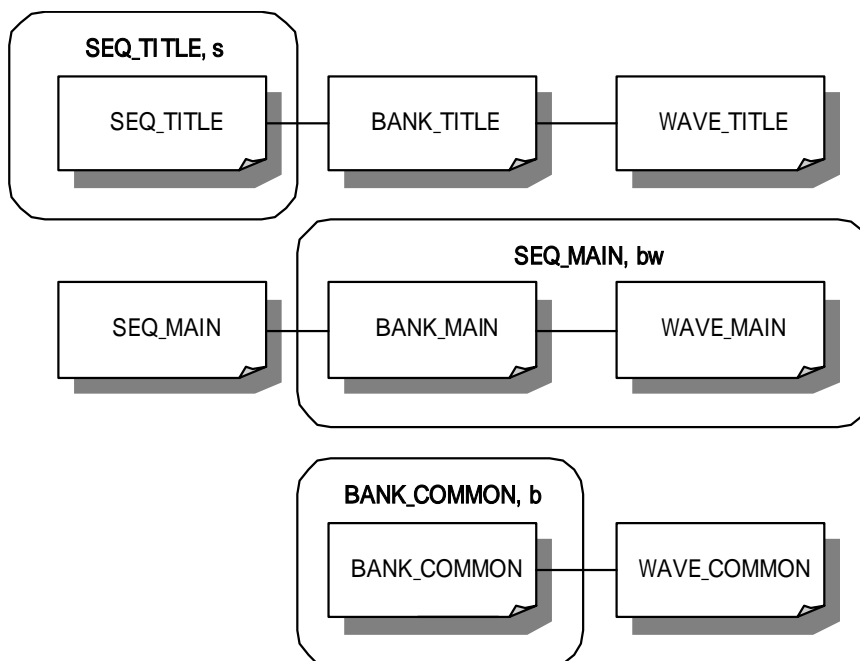 SEQ_TITLE, s
SEQ_TITLE
BANK_TITLE
WAVE_TITLE
SEQ_MAIN, bw
SEQ_MAIN
BANK_MAIN
WAVE_MAIN
BANK_COMMON, b
BANK_COMMON
WAVE_COMMON